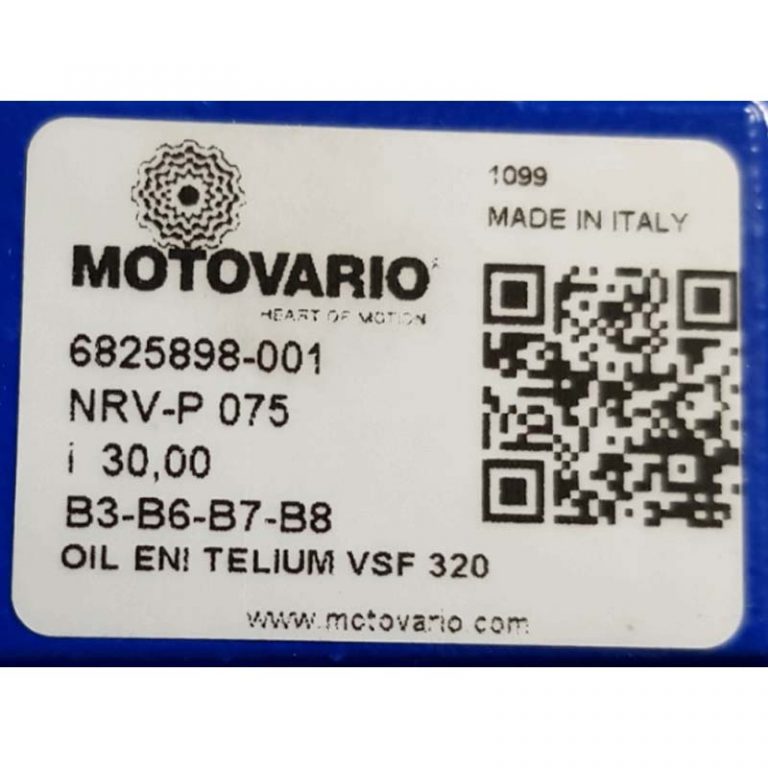 1099
MADE IN ITALY
MOTOVARIO
HEART OF MOTION
6825898-001
NRV-P 075
i 30,00
B3-B6-B7-B8
OIL ENI TELIUM VSF 320
www.motovario.com